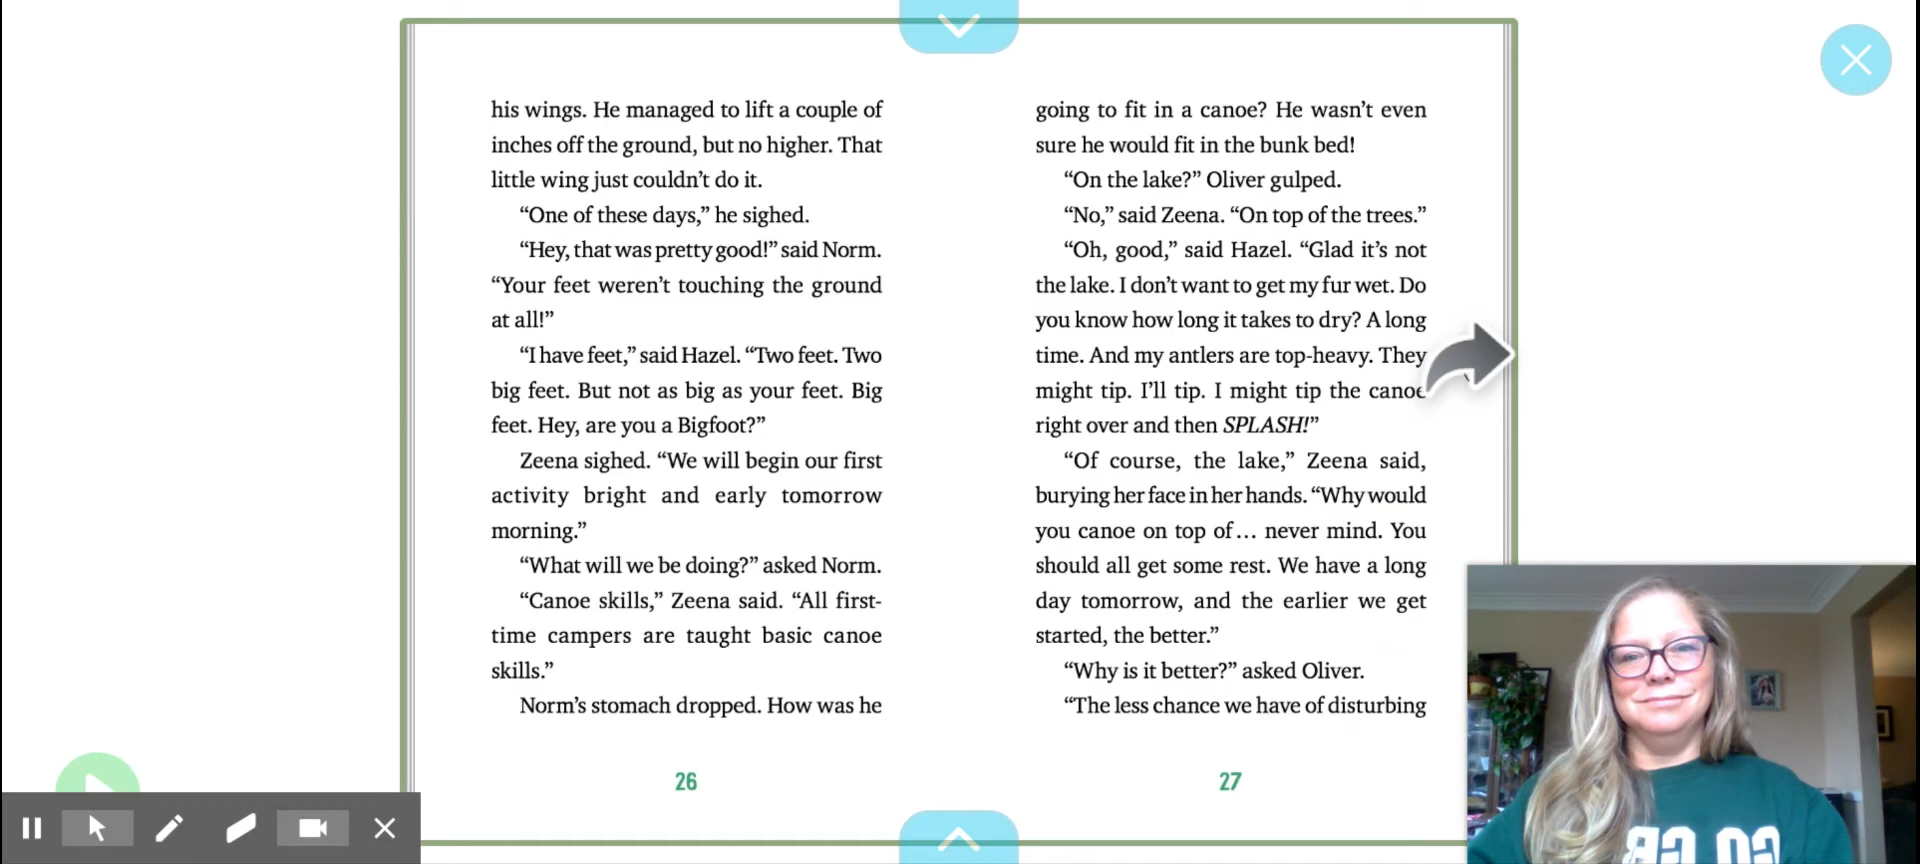 his wings. He managed to lift a couple of
inches off the ground, but no higher. That
little wing just couldn’t do it.
“One of these days,” he sighed.
“Hey, that was pretty good!” said Norm.
“Your feet weren’t touching the ground
at all!”
“I have feet,” said Hazel. “Two feet. Two
big feet. But not as big as your feet. Big
feet. Hey, are you a Bigfoot?”
Zeena sighed. “We will begin our first
activity bright and early tomorrow
morning.”
“What will we be doing?” asked Norm.
“Canoe skills,” Zeena said. “All first-
time campers are taught basic canoe
skills.”
Norm’s stomach dropped. How was he
26
going to fit in a canoe? He wasn’t even
sure he would fit in the bunk bed!
“On the lake?” Oliver gulped.
“No,” said Zeena. “On top of the trees.”
“Oh, good,” said Hazel. “Glad it’s not
the lake. I don’t want to get my fur wet. Do
you know how long it takes to dry? A long
time. And my antlers are top-heavy. They
might tip. I’ll tip. I might tip the canoe
right over and then SPLASH!”
“Of course, the lake,” Zeena said,
burying her face in her hands. “Why would
you canoe on top of… never mind. You
should all get some rest. We have a long
day tomorrow, and the earlier we get
started, the better.”
“Why is it better?” asked Oliver.
“The less chance we have of disturbing
27